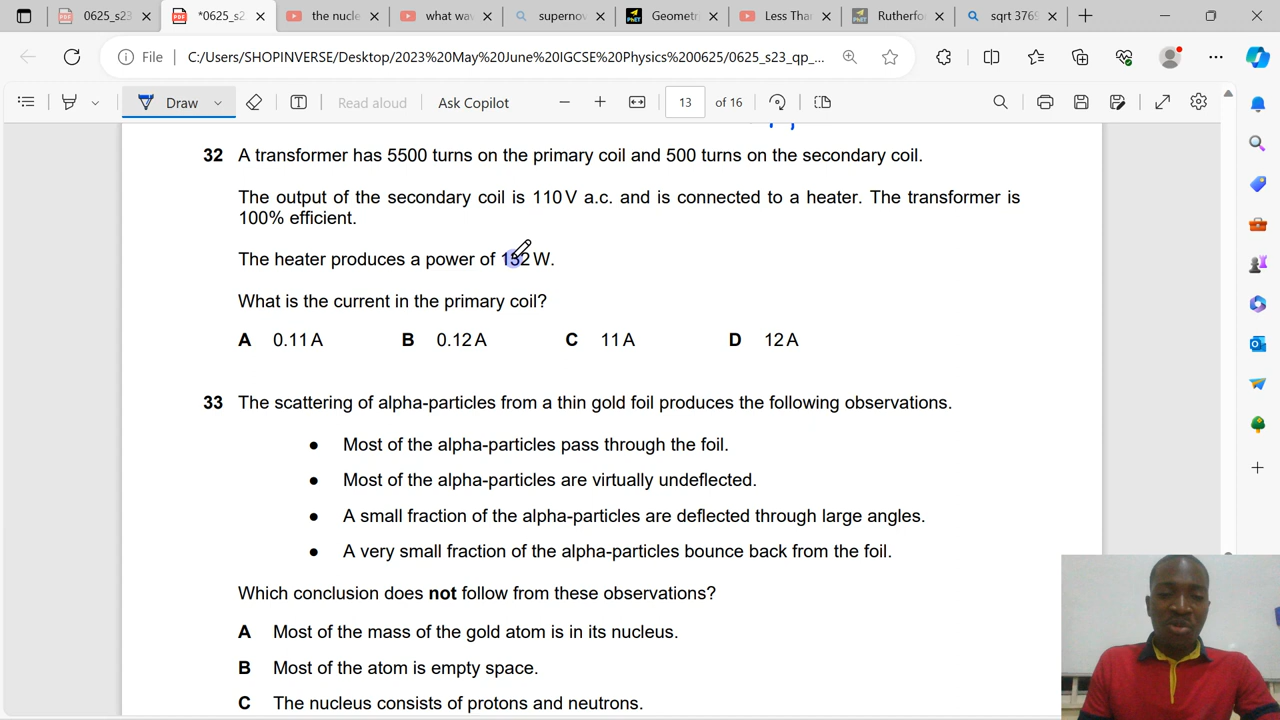 0625_s23
*0625_s2
the nucle
what wav
supernov
Geometr
Less Tha
Rutherfo
sqrt 3769
File
C:/Users/SHOPINVERSE/Desktop/2023%20May%20June%20IGCSE%20Physics%200625/0625_s23_qp_...
Draw
Read aloud
Ask Copilot
13
of 16
32 A transformer has 5500 turns on the primary coil and 500 turns on the secondary coil.
The output of the secondary coil is 110 V a.c. and is connected to a heater. The transformer is
100% efficient.
The heater produces a power of 132 W.
What is the current in the primary coil?
A 0.11 A B 0.12 A C 11 A D 12 A
33 The scattering of alpha-particles from a thin gold foil produces the following observations.
● Most of the alpha-particles pass through the foil.
● Most of the alpha-particles are virtually undeflected.
● A small fraction of the alpha-particles are deflected through large angles.
● A very small fraction of the alpha-particles bounce back from the foil.
Which conclusion does not follow from these observations?
A Most of the mass of the gold atom is in its nucleus.
B Most of the atom is empty space.
C The nucleus consists of protons and neutrons.